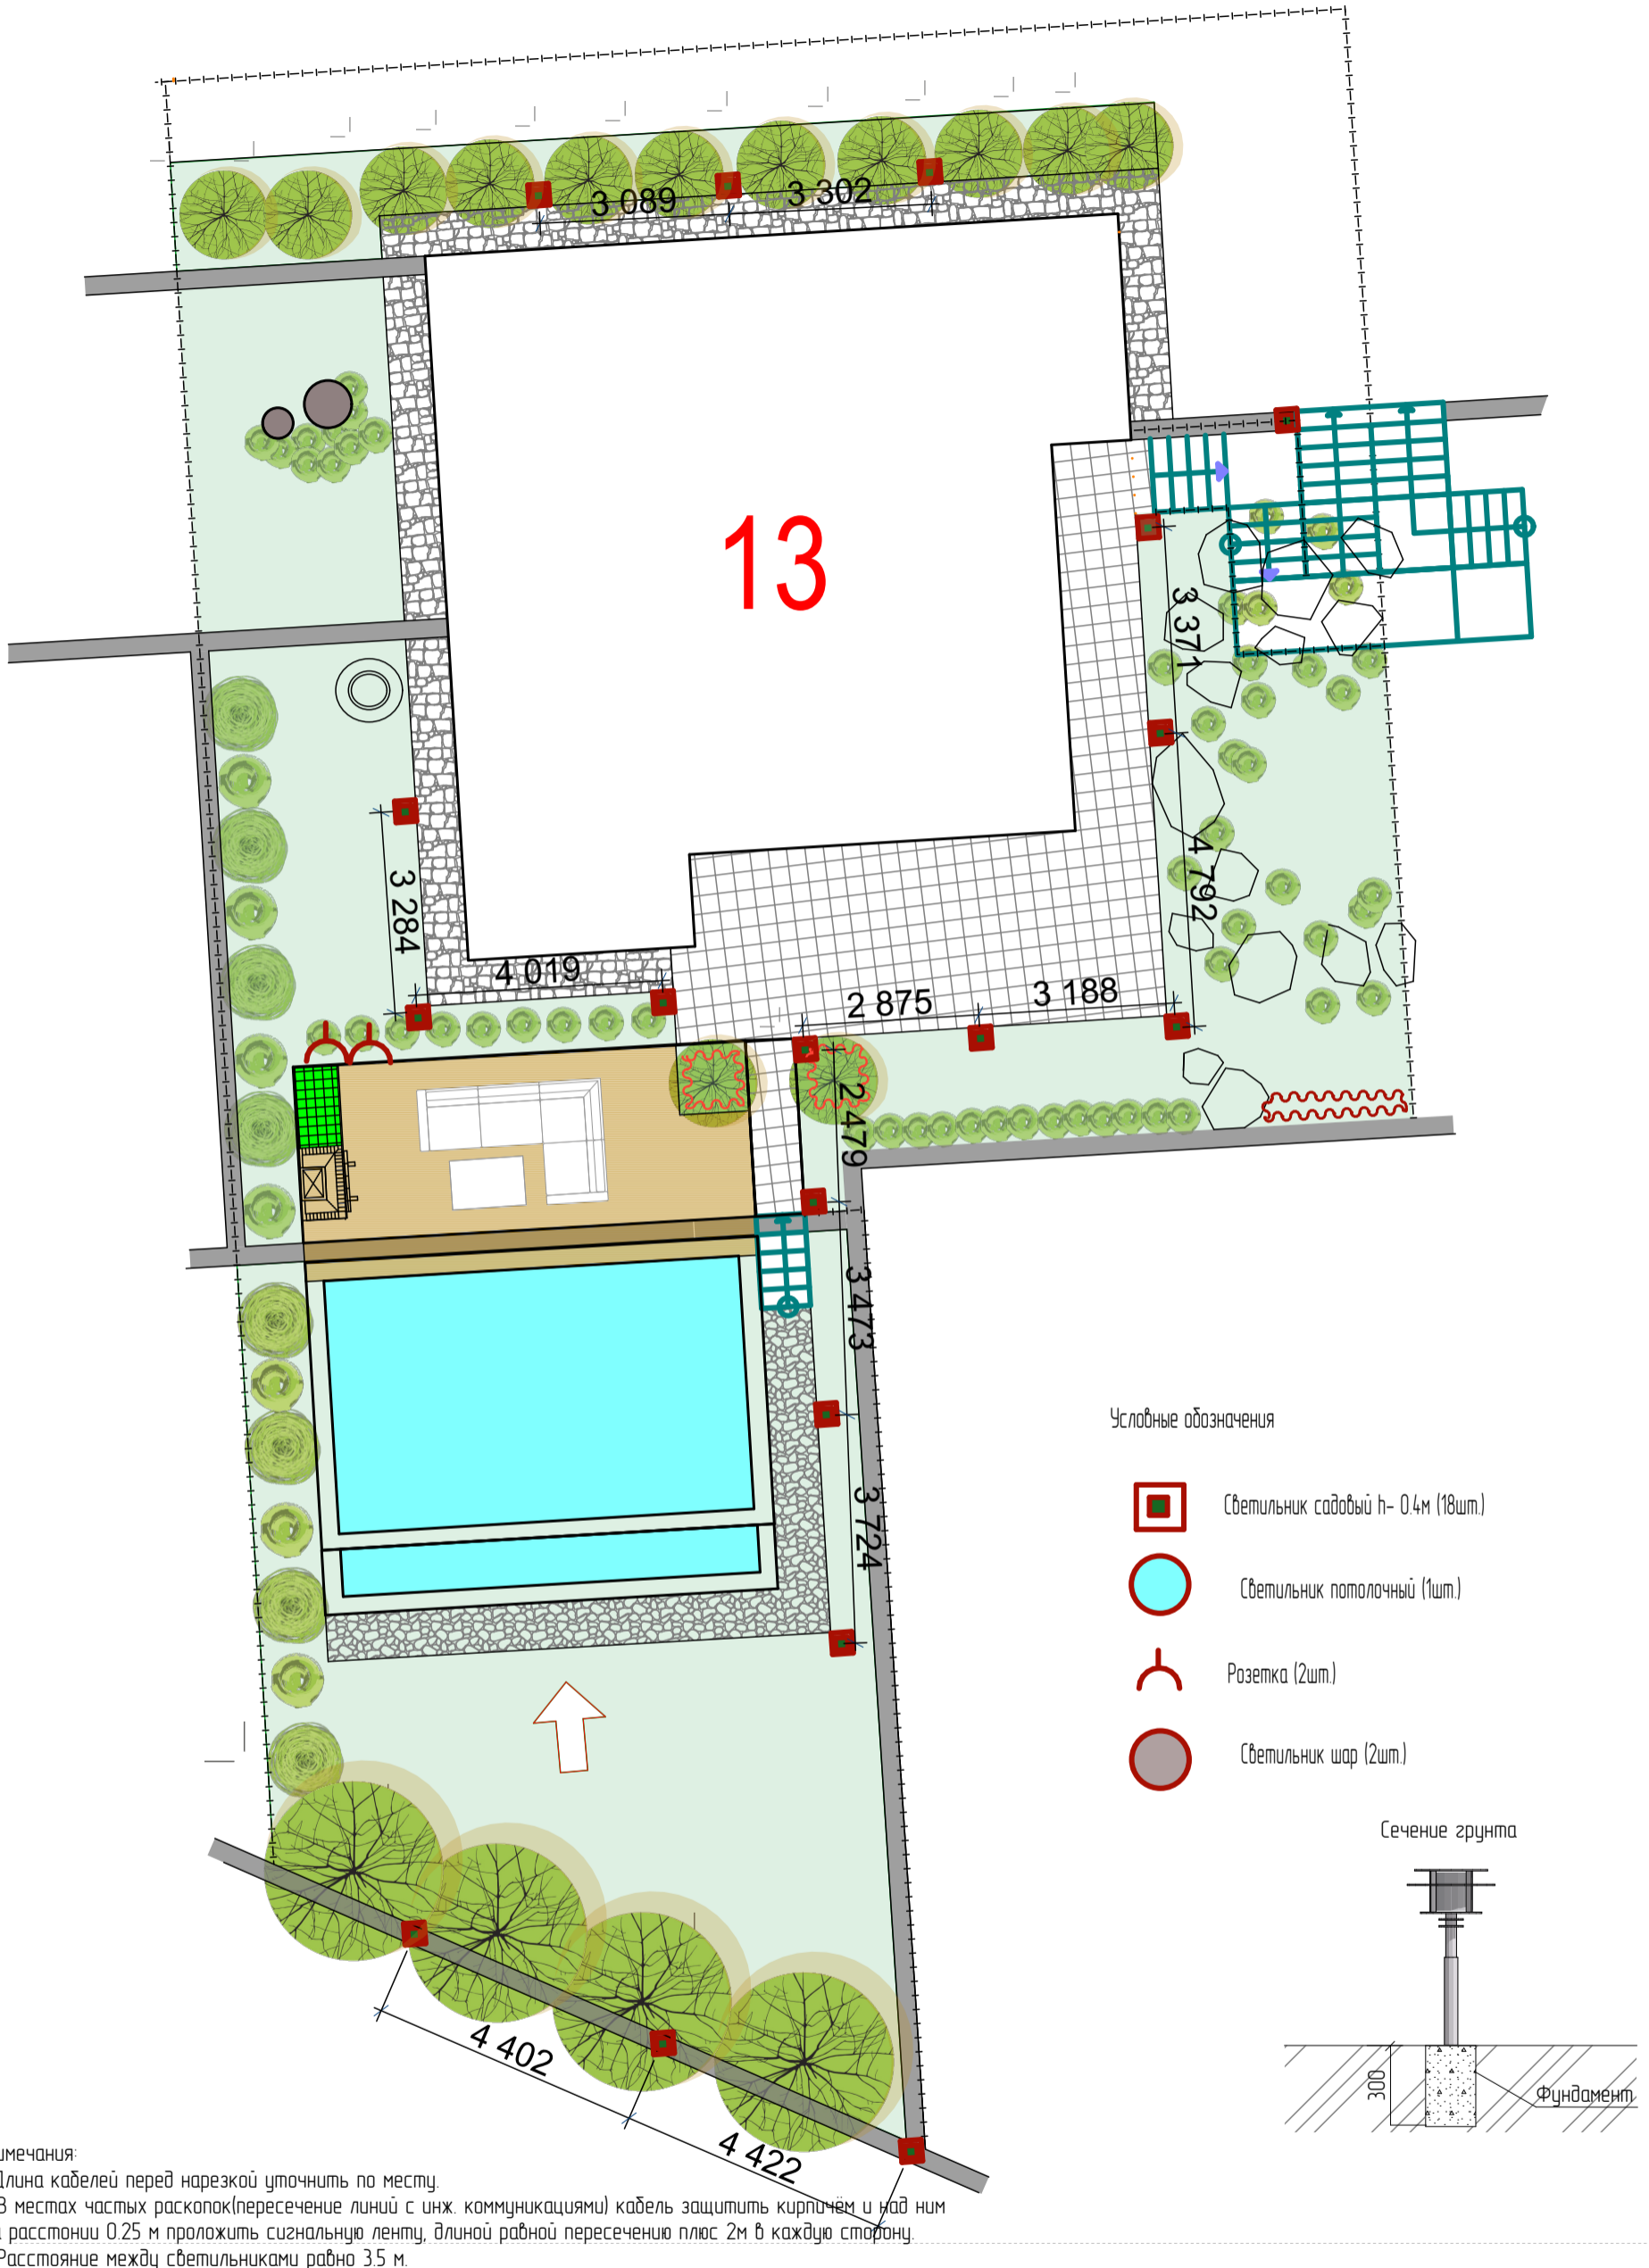 3 089
3 302
13
3 371
4 792
3 284
4 019
2 875
3 188
2 479
3 473
3 724
Условные обозначения
Светильник садовый h- 0.4м (18шт.)
Светильник потолочный (1шт.)
Розетка (2шт.)
Светильник шар (2шт.)
Сечение грунта
300
Фундамент
4 402
4 422
имечания:
Длина кабелей перед нарезкой уточнить по месту.
В местах частых раскопок(пересечение линий с инж. коммуникациями) кабель защитить кирпичём и над ним
расстонии 0.25 м проложить сигнальную ленту, длиной равной пересечению плюс 2м в каждую сторону.
Расстояние между светильниками равно 3.5 м.